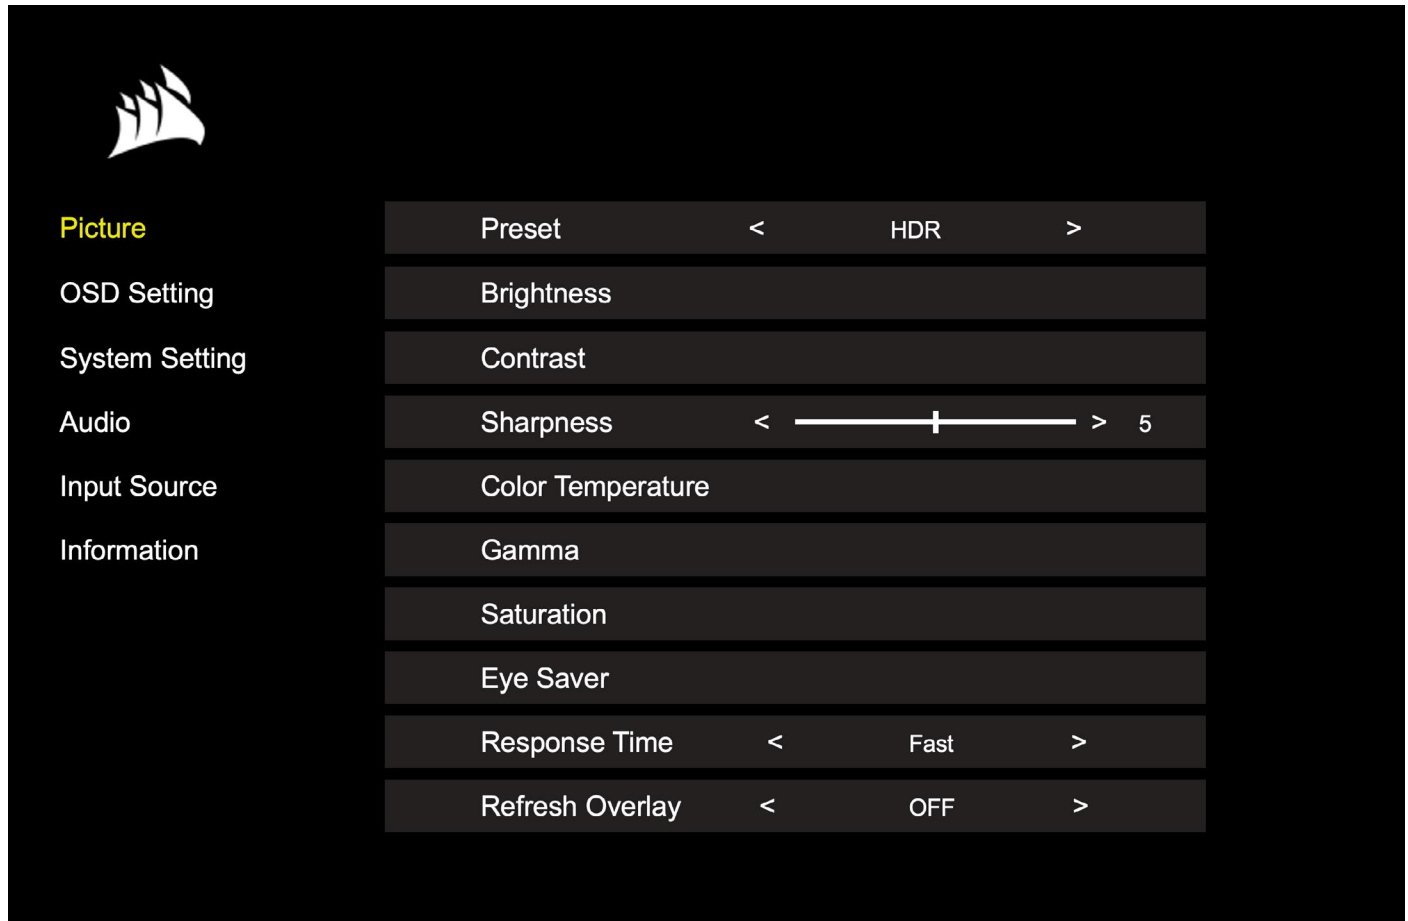 Picture
OSD Setting
System Setting
Audio
Input Source
Information
Preset < HDR >
Brightness
Contrast
Sharpness < > 5
Color Temperature
Gamma
Saturation
Eye Saver
Response Time < Fast >
Refresh Overlay < OFF >